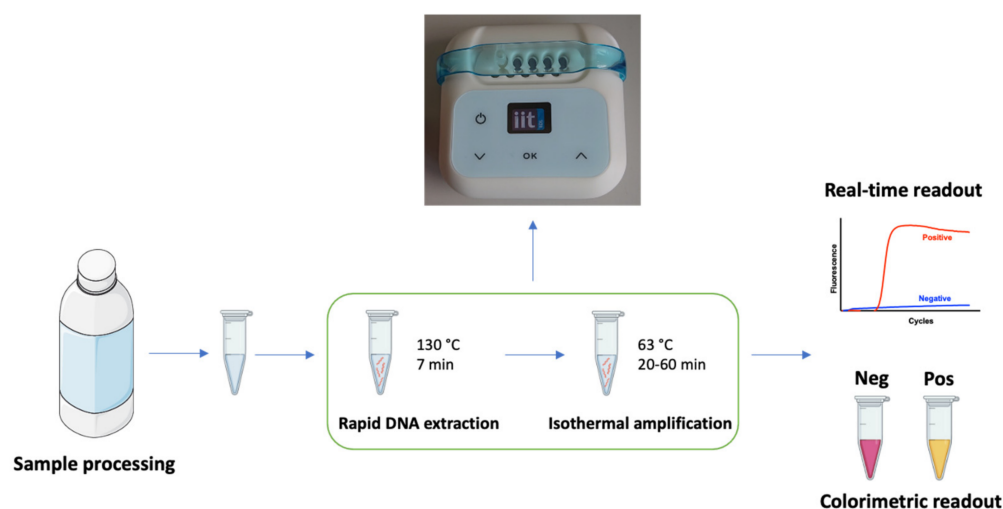 iit
OK
Real-time readout
Fluorescence
Positive
Negative
Cycles
130 °C
7 min
63 °C
20-60 min
Rapid DNA extraction
Isothermal amplification
Sample processing
Neg Pos
Colorimetric readout